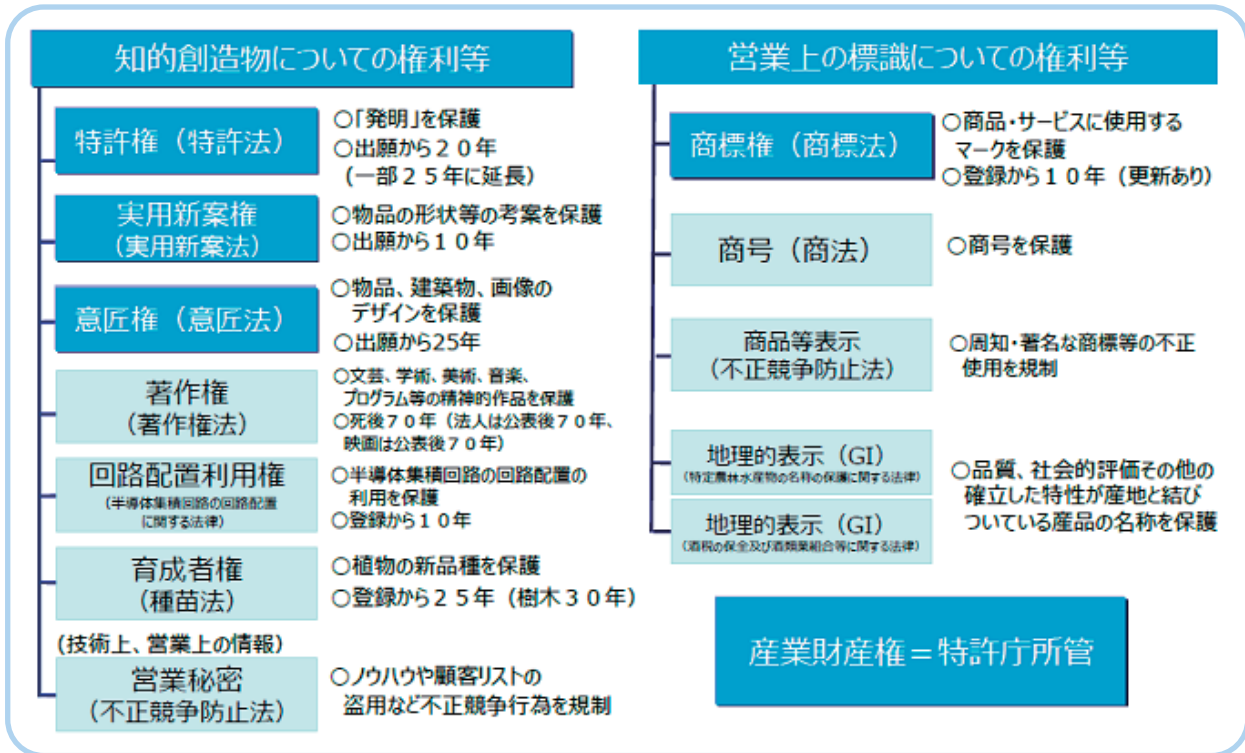 知的創造物についての権利等
特許権（特許法）
○「発明」を保護
○出願から２０年
(一部２５年に延長)
実用新案権
（実用新案法）
○物品の形状等の考案を保護
○出願から１０年
意匠権（意匠法）
○物品、建築物、画像の
デザインを保護
○出願から25年
著作権
（著作権法）
○文芸、学術、美術、音楽、
プログラム等の精神的作品を保護
○死後７０年（法人は公表後７０年、
映画は公表後７０年）
回路配置利用権
（半導体集積回路の回路配置
に関する法律）
○半導体集積回路の回路配置の
利用を保護
○登録から１０年
育成者権
（種苗法）
○植物の新品種を保護
○登録から２５年（樹木３０年）
(技術上、営業上の情報)
営業秘密
（不正競争防止法）
○ノウハウや顧客リストの
盗用など不正競争行為を規制
営業上の標識についての権利等
商標権（商標法）
○商品・サービスに使用する
マークを保護
○登録から１０年（更新あり）
商号（商法）
○商号を保護
商品等表示
（不正競争防止法）
○周知・著名な商標等の不正
使用を規制
地理的表示（GI）
（特定農林水産物の名称の保護に関する法律）
地理的表示（GI）
（酒税の保全及び酒類業組合等に関する法律）
○品質、社会的評価その他の
確立した特性が産地と結び
ついている産品の名称を保護
産業財産権＝特許庁所管